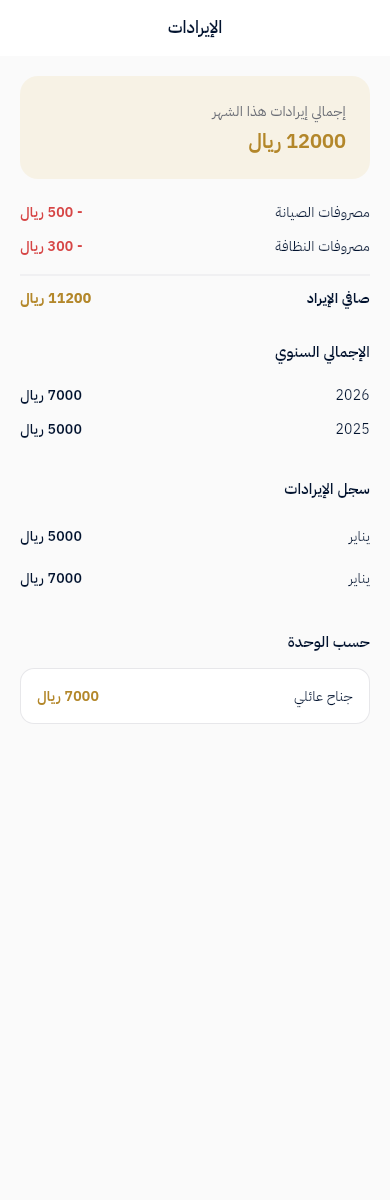 الإيرادات
إجمالي إيرادات هذا الشهر
12000 ريال
مصروفات الصيانة - 500 ريال
مصروفات النظافة - 300 ريال
صافي الإيراد 11200 ريال
الإجمالي السنوي
2026 7000 ريال
2025 5000 ريال
سجل الإيرادات
يناير 5000 ريال
يناير 7000 ريال
حسب الوحدة
جناح عائلي 7000 ريال